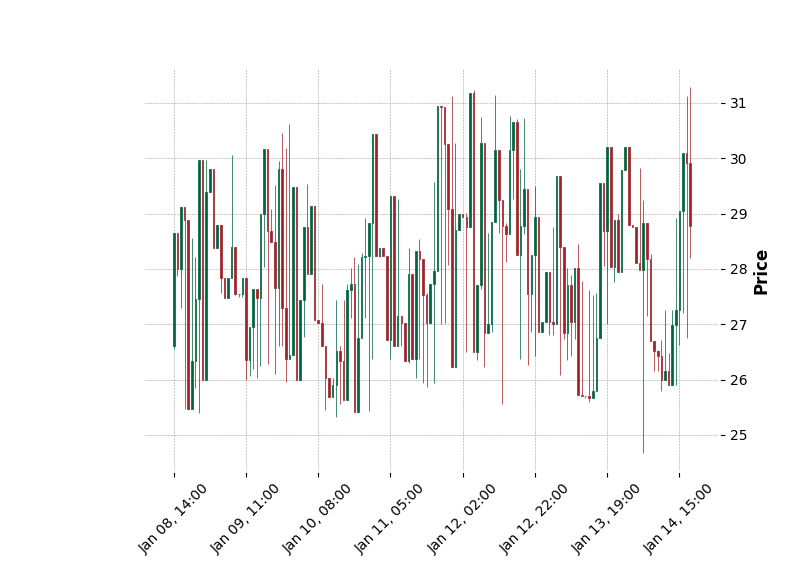 31
30
29
28
27
26
25
Price
Jan 08, 14:00
Jan 09, 11:00
Jan 10, 08:00
Jan 11, 05:00
Jan 12, 02:00
Jan 12, 22:00
Jan 13, 19:00
Jan 14, 15:00